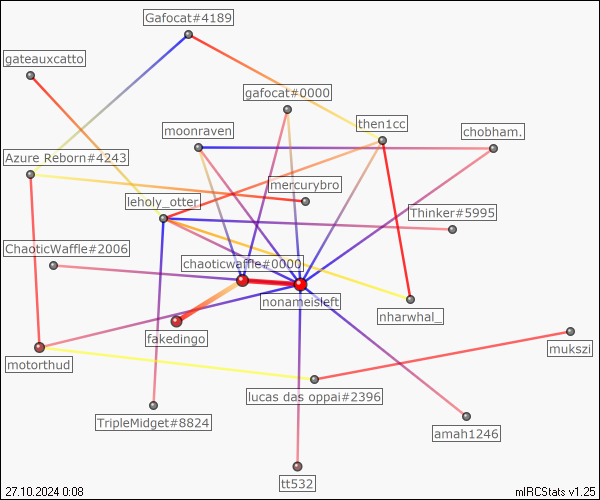 Gafocat#4189
gateauxcatto
gafocat#0000
then1cc
moonraven
chobham.
Azure Reborn#4243
mercurybro
leholy_otter
Thinker#5995
ChaoticWaffle#2006
chaoticwaffle#0000
nonameisleft
nharwhal_
fakedingo
motorthud
mukszi
lucas das oppai#2396
TripleMidget#8824
amah1246
tt532
27.10.2024 0:08
mIRCStats v1.25